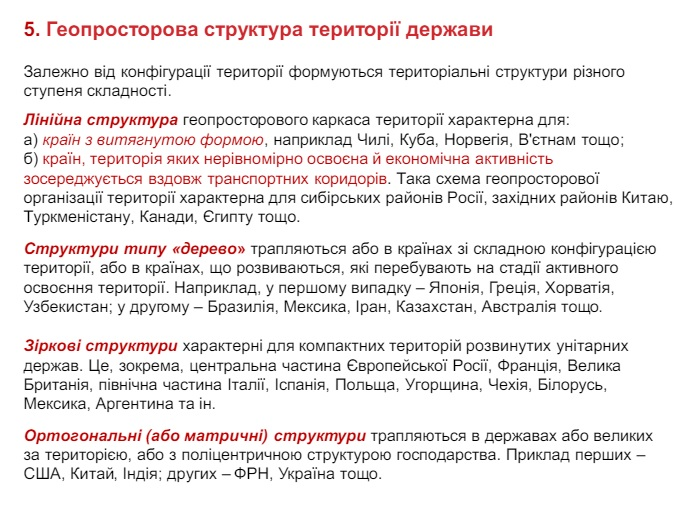 5. Геопросторова структура території держави
Залежно від конфігурації території формуються територіальні структури різного
ступеня складності.
Лінійна структура геопросторового каркаса території характерна для:
а) країн з витягнутою формою, наприклад Чилі, Куба, Норвегія, В'єтнам тощо;
б) країн, територія яких нерівномірно освоєна й економічна активність
зосереджується вздовж транспортних коридорів. Така схема геопросторової
організації території характерна для сибірських районів Росії, західних районів Китаю,
Туркменістану, Канади, Єгипту тощо.
Структури типу «дерево» трапляються або в країнах зі складною конфігурацією
території, або в країнах, що розвиваються, які перебувають на стадії активного
освоєння території. Наприклад, у першому випадку – Японія, Греція, Хорватія,
Узбекистан; у другому – Бразилія, Мексика, Іран, Казахстан, Австралія тощо.
Зіркові структури характерні для компактних територій розвинутих унітарних
держав. Це, зокрема, центральна частина Європейської Росії, Франція, Велика
Британія, північна частина Італії, Іспанія, Польща, Угорщина, Чехія, Білорусь,
Мексика, Аргентина та ін.
Ортогональні (або матричні) структури трапляються в державах або великих
за територією, або з поліцентричною структурою господарства. Приклад перших –
США, Китай, Індія; других – ФРН, Україна тощо.